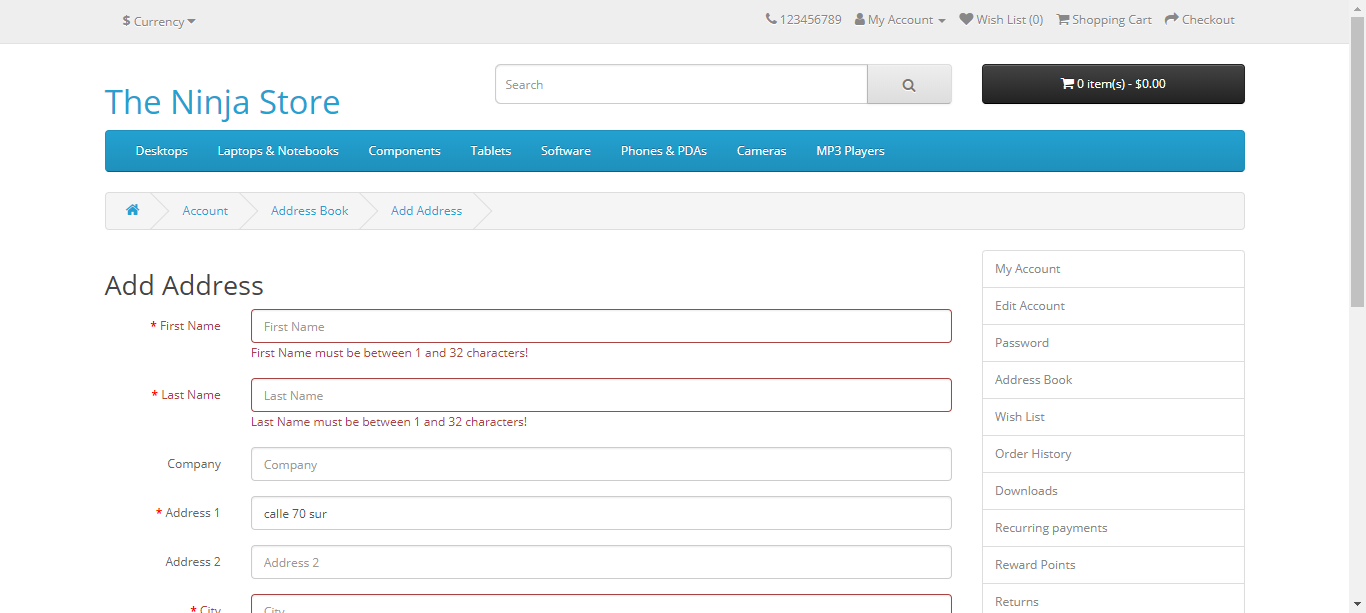 $ Currency
123456789 My Account Wish List (0) Shopping Cart Checkout
The Ninja Store
Search
0 item(s) - $0.00
Desktops Laptops & Notebooks Components Tablets Software Phones & PDAs Cameras MP3 Players
Account Address Book Add Address
Add Address
* First Name
First Name
First Name must be between 1 and 32 characters!
* Last Name
Last Name
Last Name must be between 1 and 32 characters!
Company
Company
* Address 1
calle 70 sur
Address 2
Address 2
* City
City
My Account
Edit Account
Password
Address Book
Wish List
Order History
Downloads
Recurring payments
Reward Points
Returns